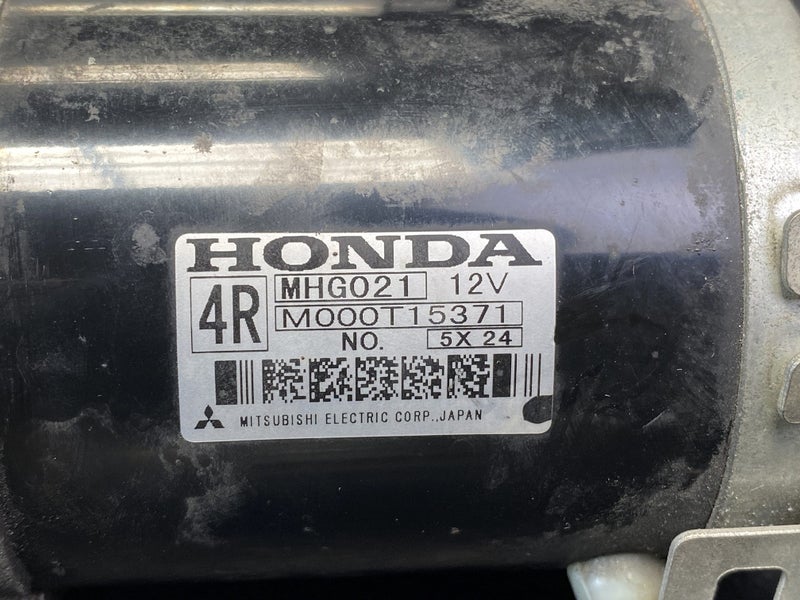 HONDA
4R MHG021 12V
M000T15371
NO. 5X 24
MITSUBISHI ELECTRIC CORP.,JAPAN